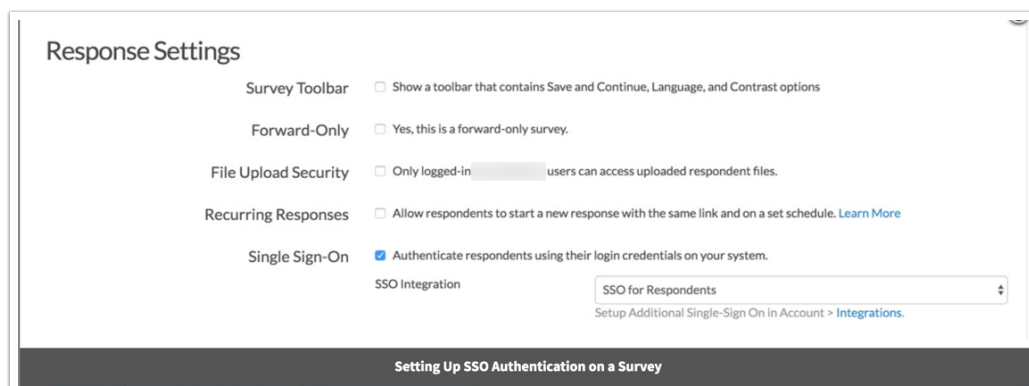 Response Settings
Survey Toolbar Show a toolbar that contains Save and Continue, Language, and Contrast options
Forward-Only Yes, this is a forward-only survey.
File Upload Security Only logged-in users can access uploaded respondent files.
Recurring Responses Allow respondents to start a new response with the same link and on a set schedule. Learn More
Single Sign-On Authenticate respondents using their login credentials on your system.
SSO Integration SSO for Respondents
Setup Additional Single-Sign On in Account > Integrations.
Setting Up SSO Authentication on a Survey